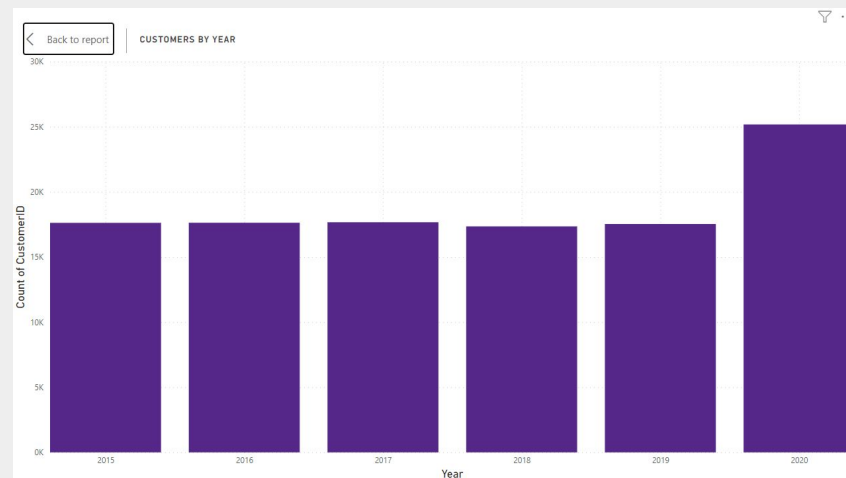 Back to report
CUSTOMERS BY YEAR
30K
25K
20K
15K
10K
5K
0K
Count of CustomerID
2015 2016 2017 2018 2019 2020
Year